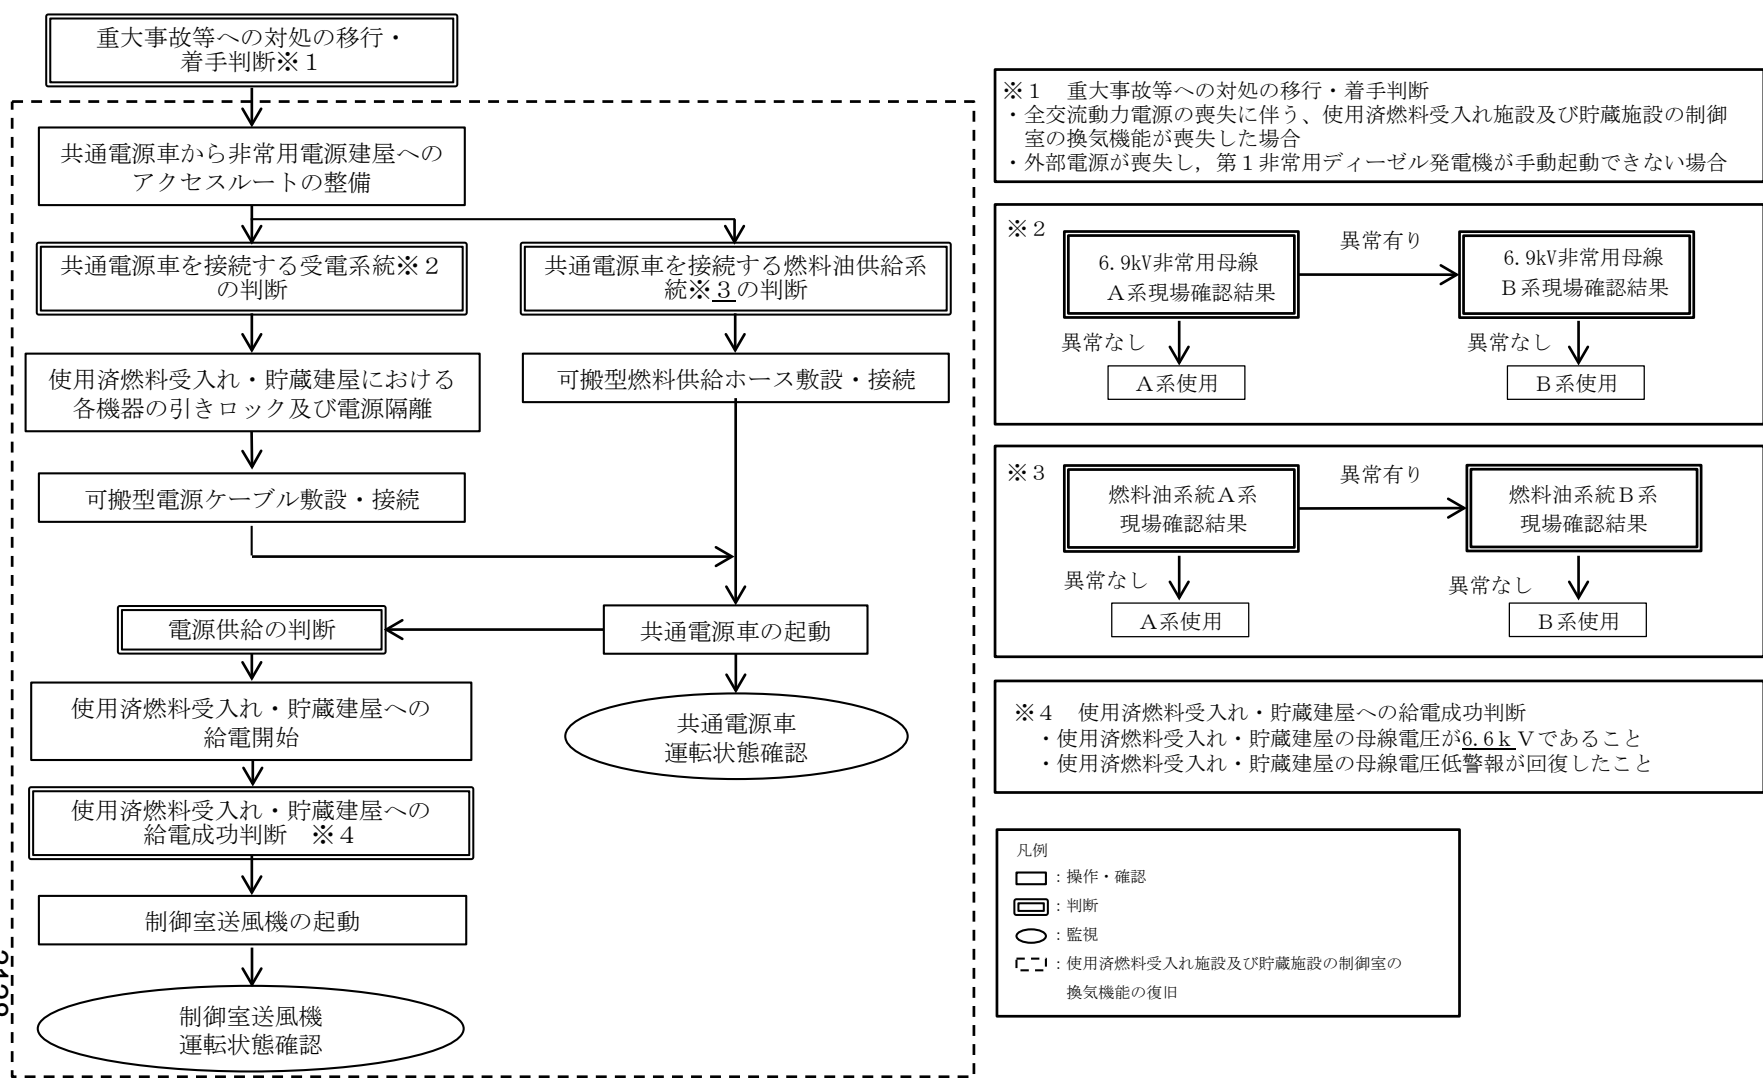 重大事故等への対処の移行・
着手判断※１
共通電源車から非常用電源建屋への
アクセスルートの整備
共通電源車を接続する受電系統※２
の判断
共通電源車を接続する燃料油供給系
統※３の判断
使用済燃料受入れ・貯蔵建屋における
各機器の引きロック及び電源隔離
可搬型燃料供給ホース敷設・接続
可搬型電源ケーブル敷設・接続
電源供給の判断
共通電源車の起動
使用済燃料受入れ・貯蔵建屋への
給電開始
共通電源車
運転状態確認
使用済燃料受入れ・貯蔵建屋への
給電成功判断　※４
制御室送風機の起動
制御室送風機
運転状態確認
※１　重大事故等への対処の移行・着手判断
・全交流動力電源の喪失に伴う、使用済燃料受入れ施設及び貯蔵施設の制御
室の換気機能が喪失した場合
・外部電源が喪失し，第１非常用ディーゼル発電機が手動起動できない場合
※２
6.9kV非常用母線
Ａ系現場確認結果
異常有り
6.9kV非常用母線
Ｂ系現場確認結果
異常なし
異常なし
Ａ系使用
Ｂ系使用
※３
燃料油系統Ａ系
現場確認結果
異常有り
燃料油系統Ｂ系
現場確認結果
異常なし
異常なし
Ａ系使用
Ｂ系使用
※４　使用済燃料受入れ・貯蔵建屋への給電成功判断
・使用済燃料受入れ・貯蔵建屋の母線電圧が6.6ｋＶであること
・使用済燃料受入れ・貯蔵建屋の母線電圧低警報が回復したこと
凡例
：操作・確認
：判断
：監視
：使用済燃料受入れ施設及び貯蔵施設の制御室の
換気機能の復旧